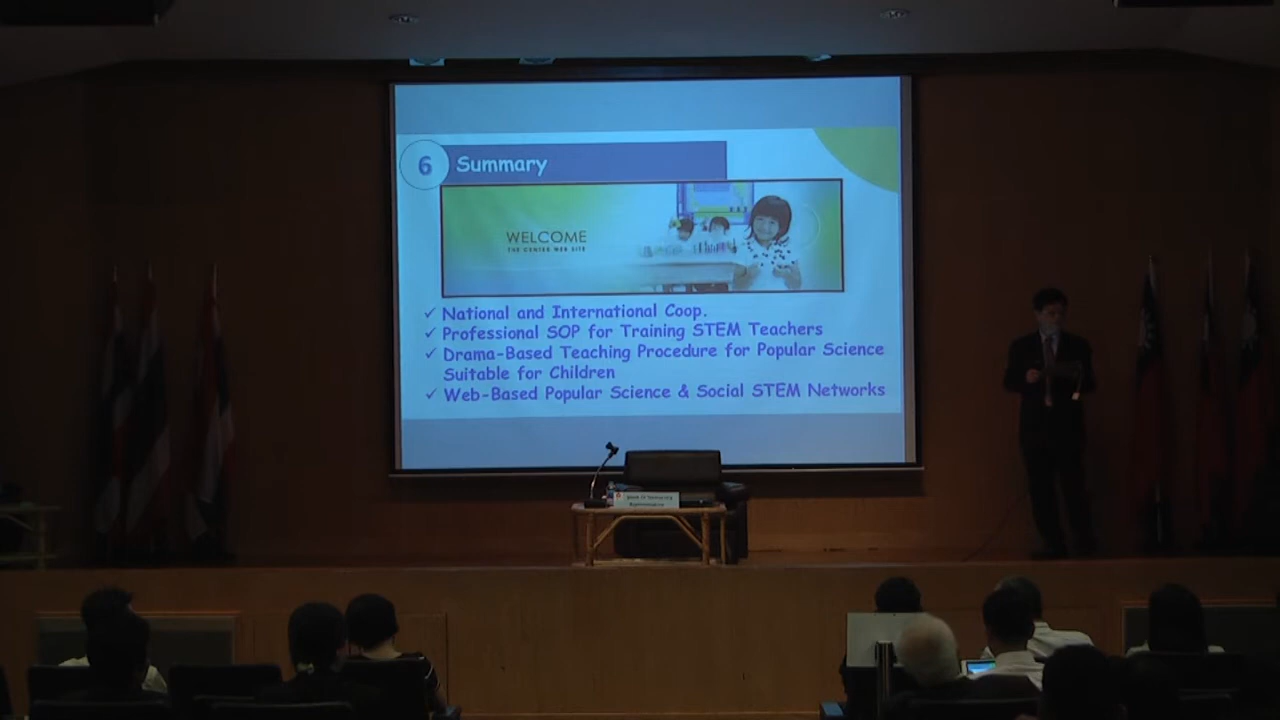 6 Summary
WELCOME
THE CENTER WEB SITE
✓ National and International Coop.
✓ Professional SOP for Training STEM Teachers
✓ Drama-Based Teaching Procedure for Popular Science
Suitable for Children
✓ Web-Based Popular Science & Social STEM Networks